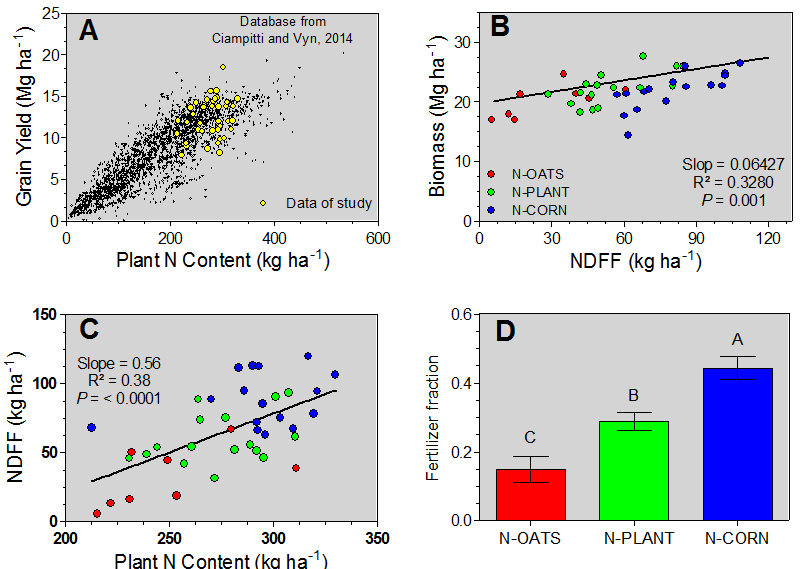 A
Database from
Ciampitti and Vyn, 2014
25
20
15
10
5
0
Grain Yield (Mg ha⁻¹)
Data of study
0 200 400 600
Plant N Content (kg ha⁻¹)
B
35
30
20
10
0
Biomass (Mg ha⁻¹)
N-OATS
N-PLANT
N-CORN
Slop = 0.06427
R² = 0.3280
P = 0.001
0 30 60 90 120
NDFF (kg ha⁻¹)
C
Slope = 0.56
R² = 0.38
P = < 0.0001
150
100
50
0
NDFF (kg ha⁻¹)
200 250 300 350
Plant N Content (kg ha⁻¹)
D
0.6
0.4
0.2
0.0
Fertilizer fraction
C
B
A
N-OATS N-PLANT N-CORN